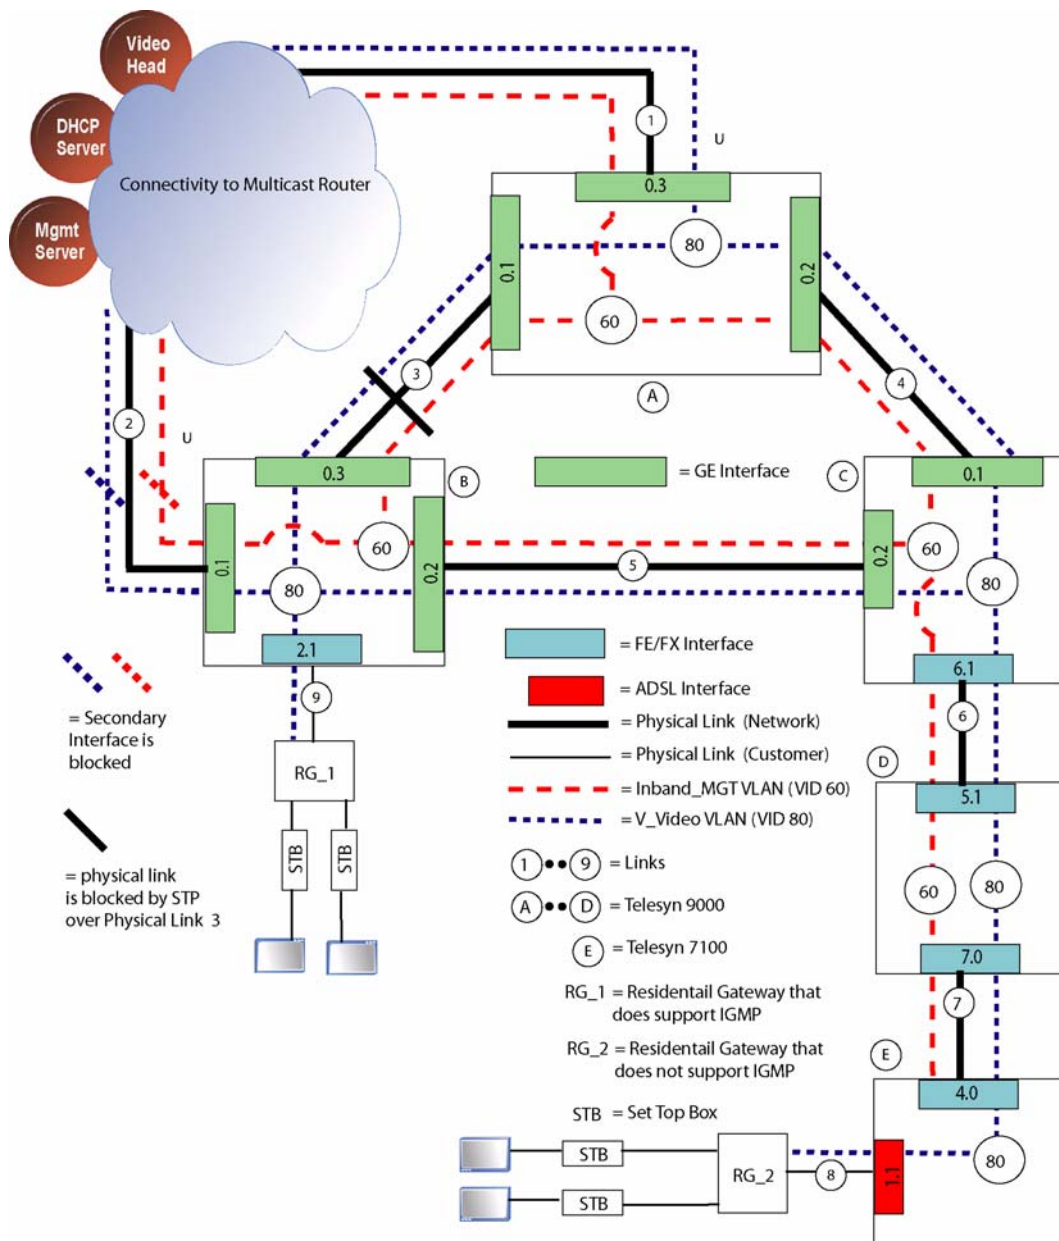 Video
Head
DHCP
Server
Mgmt
Server
Connectivity to Multicast Router
1
U
0.3
80
0.1
0.2
60
3
4
A
2
U
0.3
B
= GE Interface
C
0.1
0.1
60
0.2
5
0.2
60
80
80
2.1
= FE/FX Interface
6.1
9
= ADSL Interface
6
= Secondary
Interface is
blocked
= Physical Link (Network)
= Physical Link (Customer)
D
RG_1
= Inband_MGT VLAN (VID 60)
5.1
= V_Video VLAN (VID 80)
STB
STB
1
9
= Links
60
80
= physical link
is blocked by STP
over Physical Link 3
A
D
= Telesyn 9000
E
= Telesyn 7100
7.0
RG_1 = Residentail Gateway that
does support IGMP
7
RG_2 = Residentail Gateway that
does not support IGMP
E
4.0
STB = Set Top Box
STB
80
RG_2
8
1.1
STB